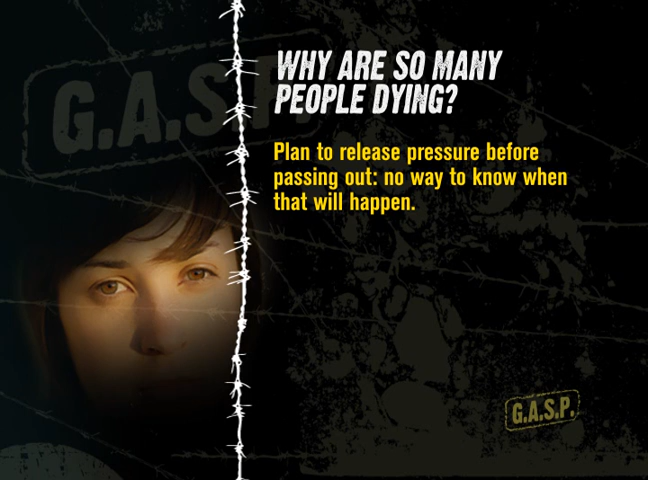 G.A.S.P.
WHY ARE SO MANY
PEOPLE DYING?
Plan to release pressure before
passing out: no way to know when
that will happen.
G.A.S.P.